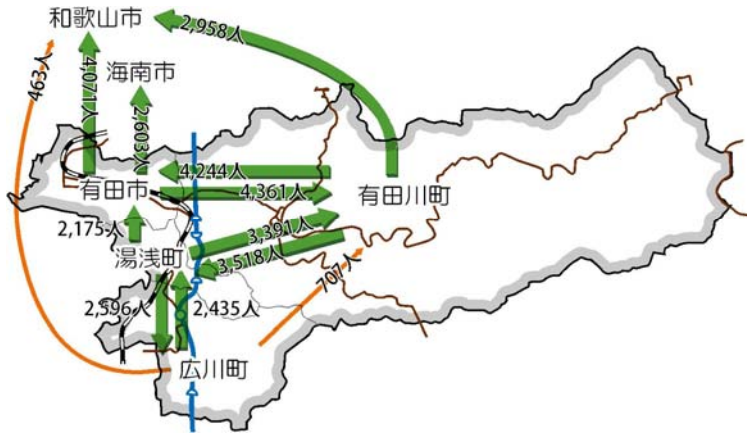 和歌山市
2,958人
463人
4,071人
海南市
2,603人
4,244人
有田市
4,361人
有田川町
2,175人
3,391人
湯浅町
3,518人
707人
2,596人
2,435人
広川町